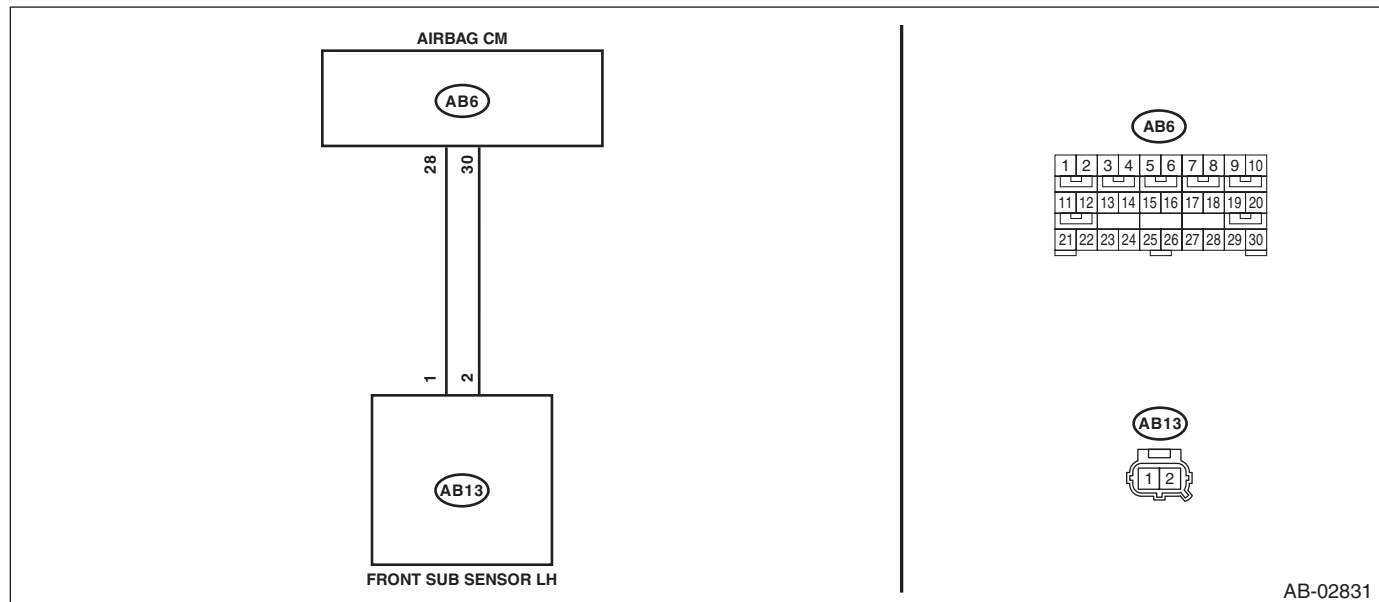 AIRBAG CM
AB6
28 30
1 2
AB13
FRONT SUB SENSOR LH
AB6
1 2 3 4 5 6 7 8 9 10
11 12 13 14 15 16 17 18 19 20
21 22 23 24 25 26 27 28 29 30
AB13
1 2
AB-02831